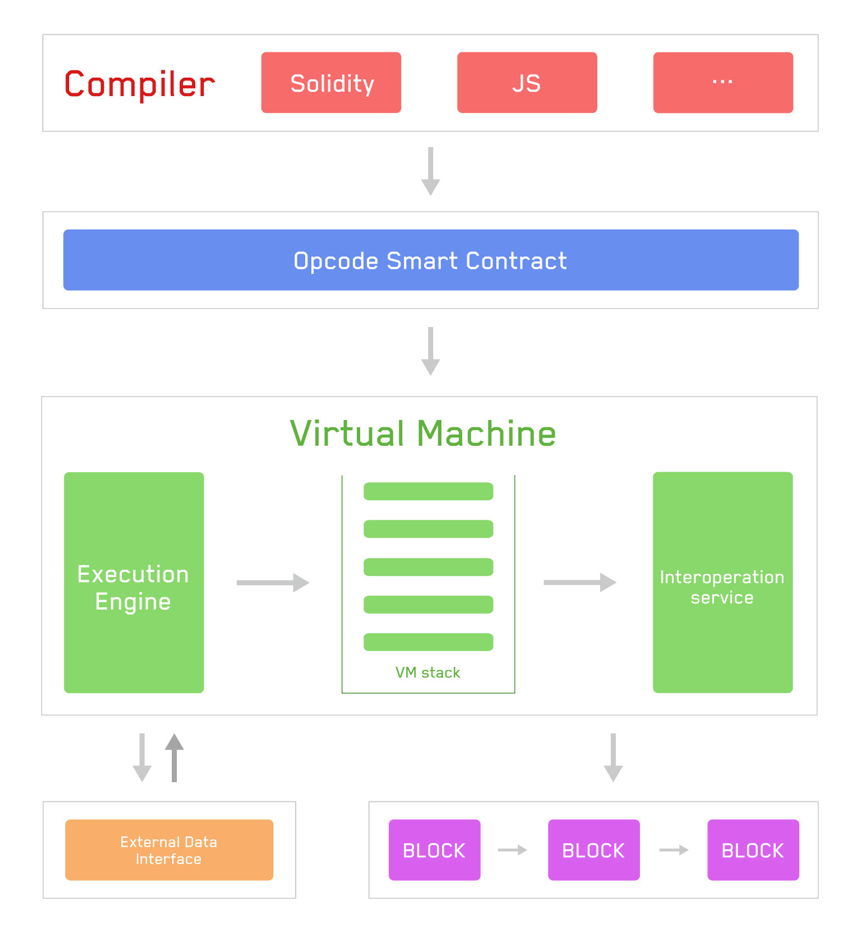 Compiler
Solidity
JS
...
Opcode Smart Contract
Virtual Machine
Execution
Engine
VM stack
Interoperation
service
External Data
Interface
BLOCK
BLOCK
BLOCK